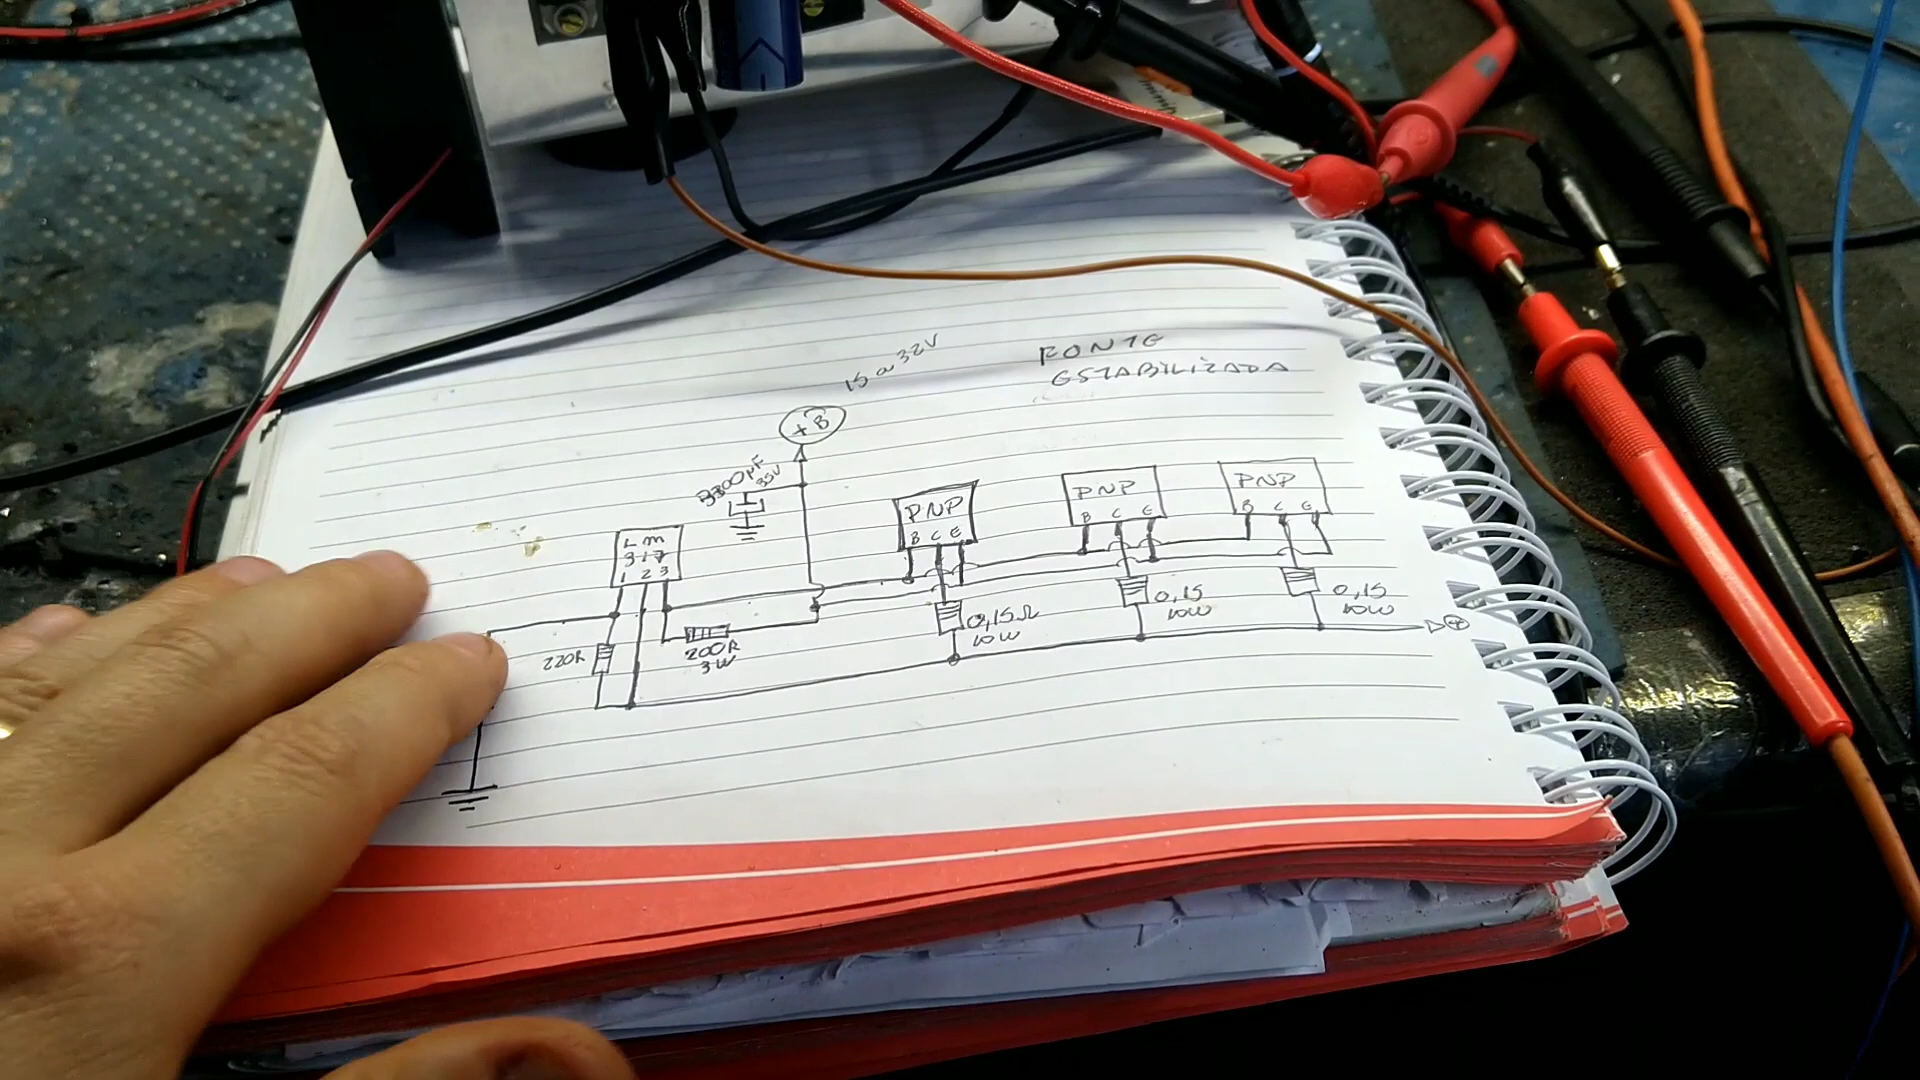 15 a 32V
FONTE
ESTABILIZADA
+B
3300µF
35V
LM
317
1 2 3
PNP
B C E
PNP
B C E
PNP
B C E
220R
200R
3W
0,15Ω
10W
0,15
10W
0,15
10W
+